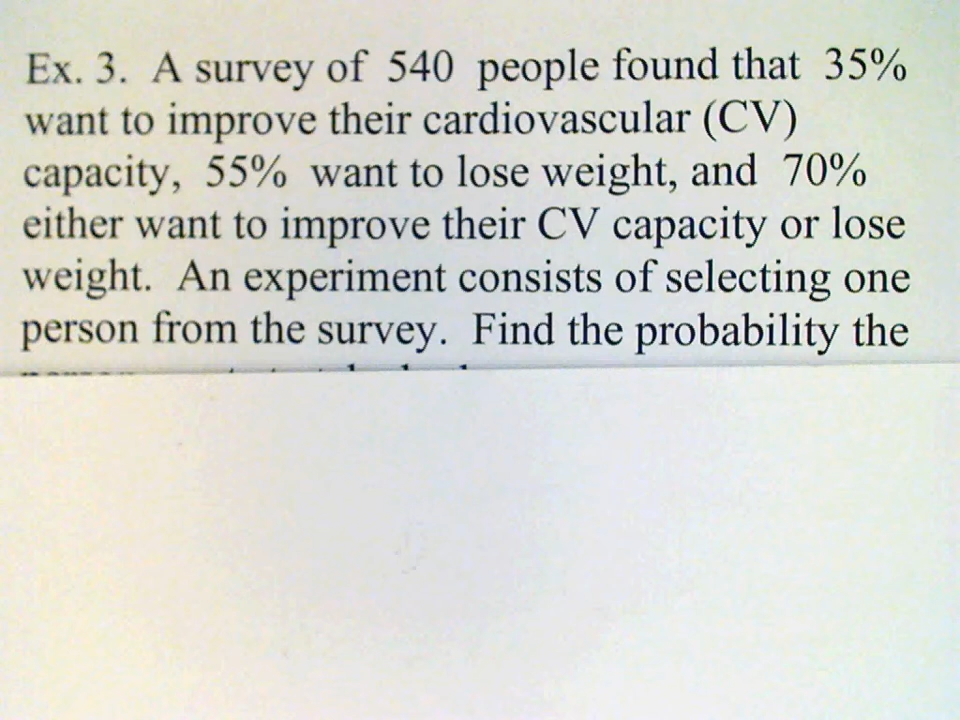 Ex. 3. A survey of 540 people found that 35%
want to improve their cardiovascular (CV)
capacity, 55% want to lose weight, and 70%
either want to improve their CV capacity or lose
weight. An experiment consists of selecting one
person from the survey. Find the probability the